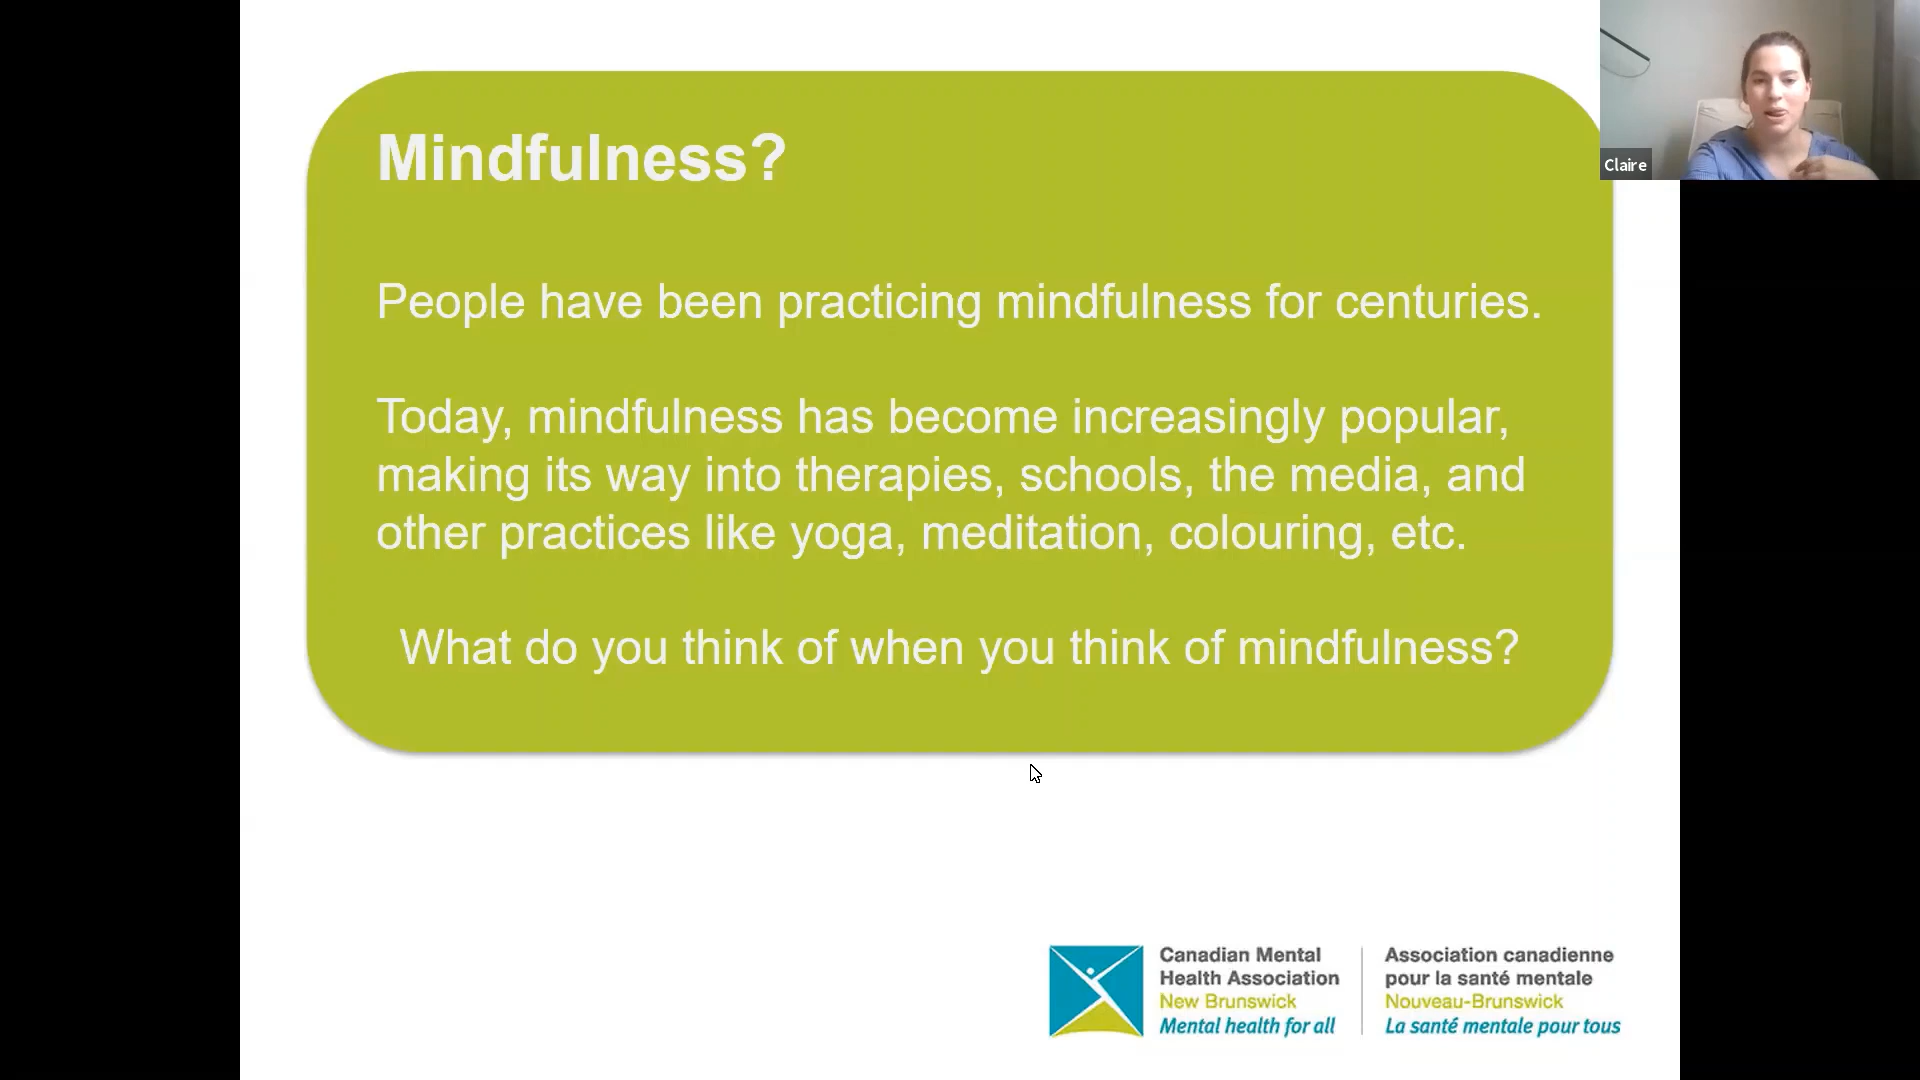 Mindfulness?
People have been practicing mindfulness for centuries.
Today, mindfulness has become increasingly popular,
making its way into therapies, schools, the media, and
other practices like yoga, meditation, colouring, etc.
What do you think of when you think of mindfulness?
Claire
Canadian Mental
Health Association
New Brunswick
Mental health for all
Association canadienne
pour la santé mentale
Nouveau-Brunswick
La santé mentale pour tous